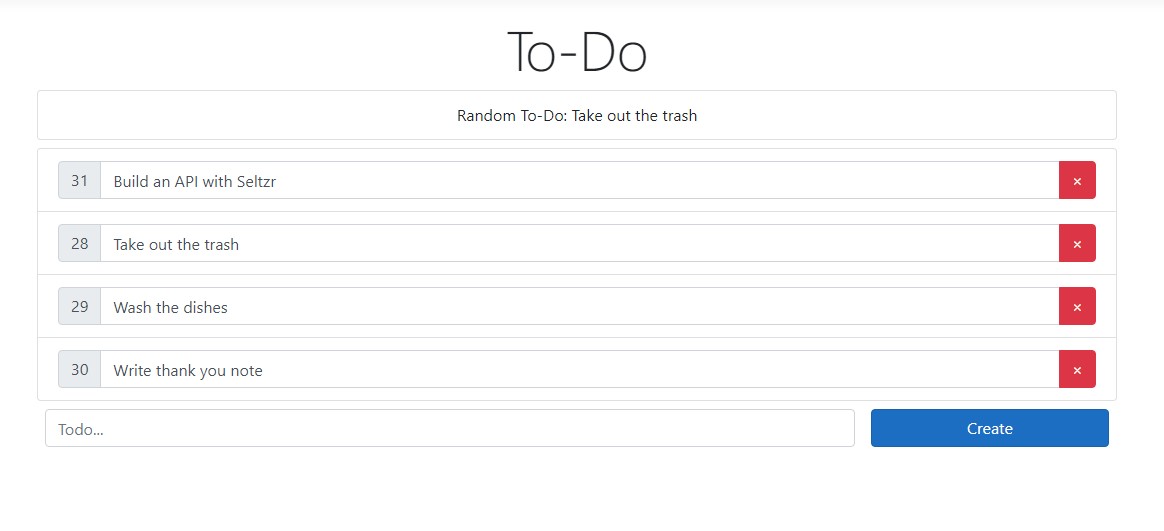 To-Do
Random To-Do: Take out the trash
31 Build an API with Seltzr ×
28 Take out the trash ×
29 Wash the dishes ×
30 Write thank you note ×
Todo... Create